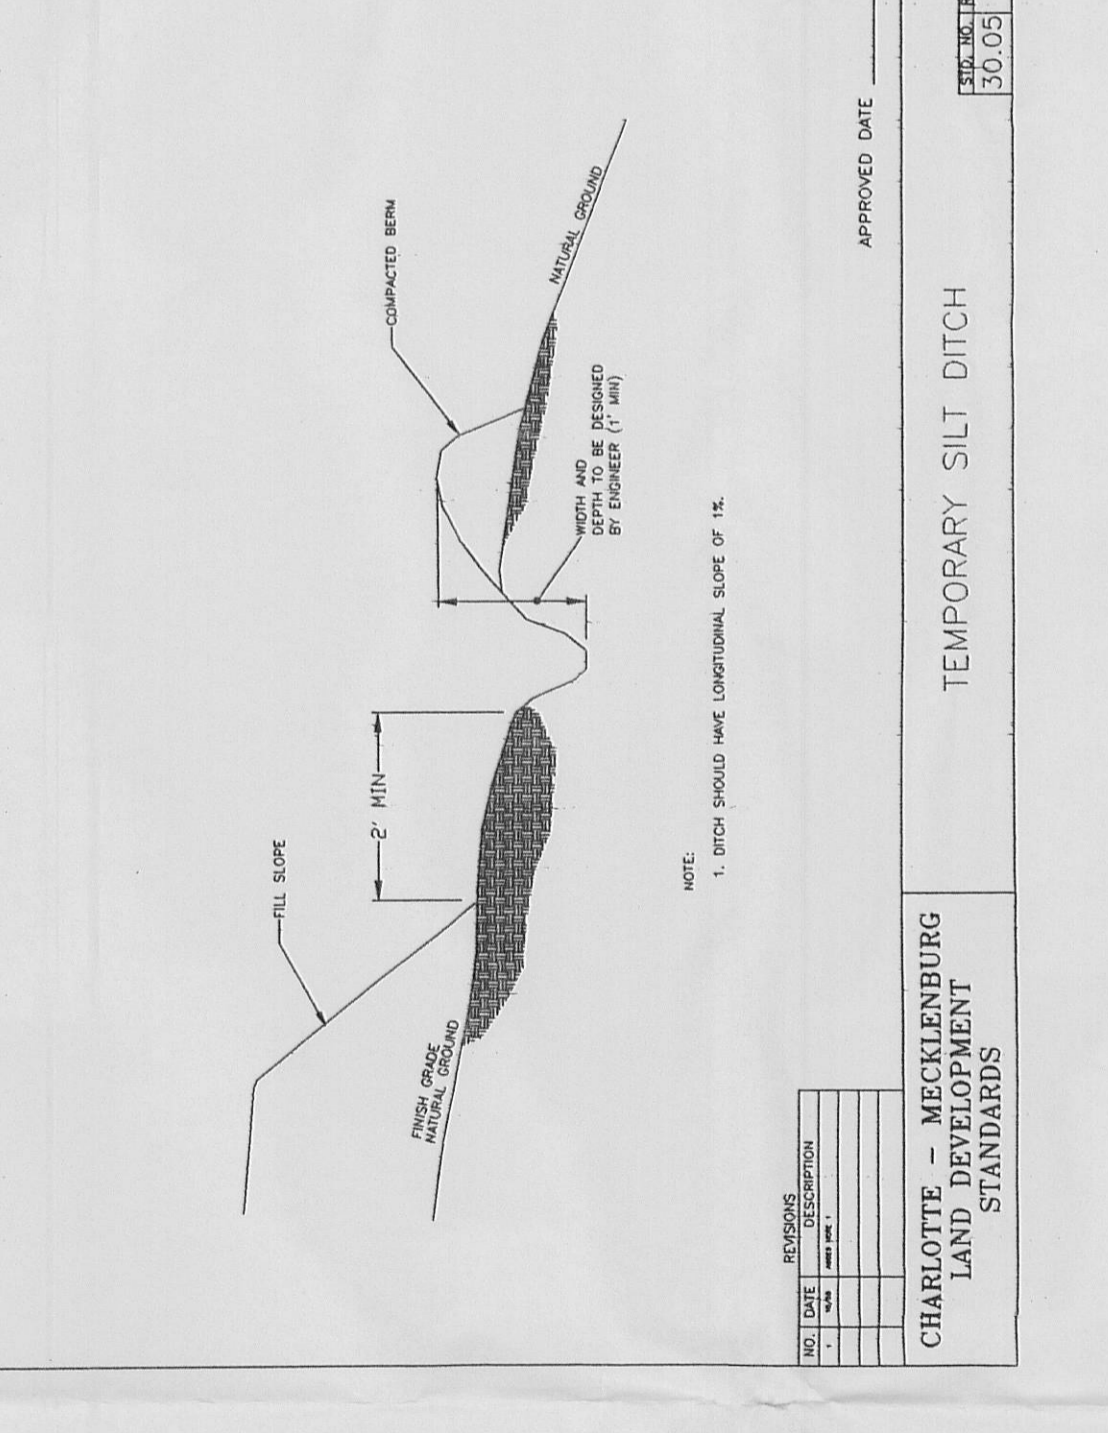 FILL SLOPE
2' MIN
COMPACTED BERM
FINISH GRADE
NATURAL GROUND
NATURAL GROUND
WIDTH AND
DEPTH TO BE DESIGNED
BY ENGINEER (1' MIN)
NOTE:
1. DITCH SHOULD HAVE LONGITUDINAL SLOPE OF 1%.
REVISIONS
NO. DATE DESCRIPTION
1
APPROVED DATE
CHARLOTTE – MECKLENBURG
LAND DEVELOPMENT
STANDARDS
TEMPORARY SILT DITCH
STD. NO.
30.05